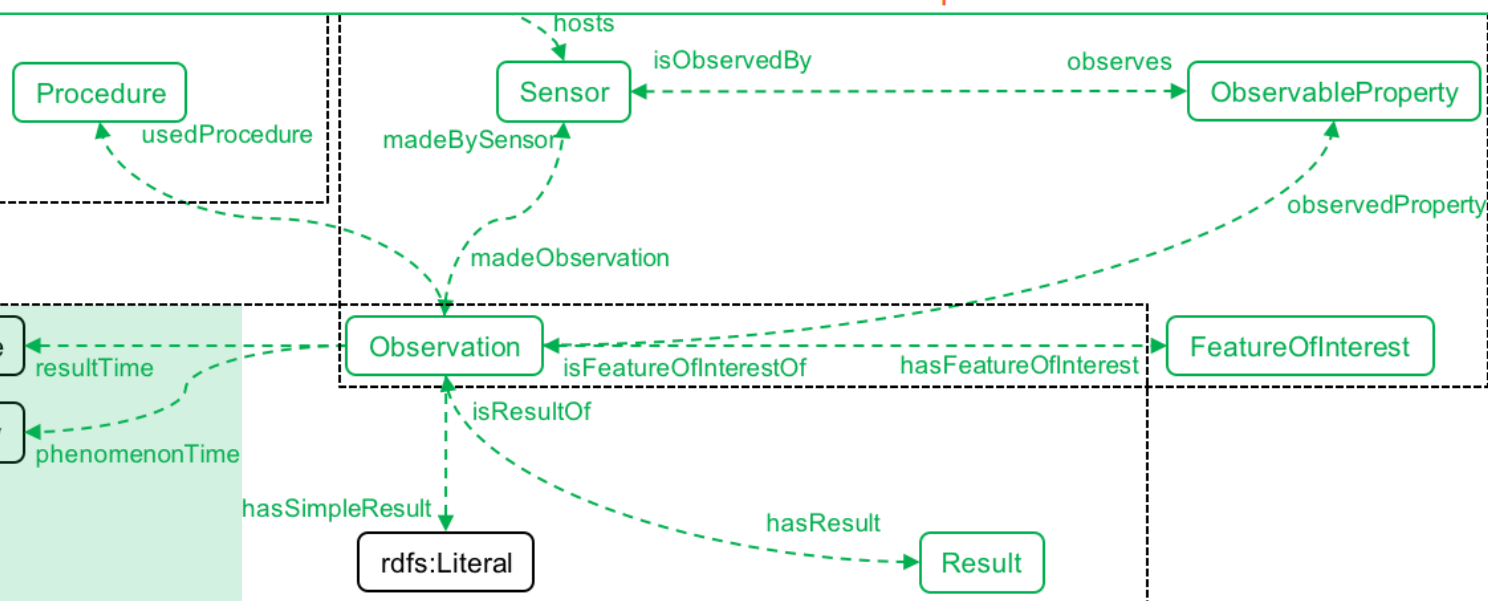 hosts
isObservedBy
observes
Procedure
Sensor
ObservableProperty
usedProcedure
madeBySensor
observedProperty
madeObservation
Observation
FeatureOfInterest
resultTime
isFeatureOfInterestOf
hasFeatureOfInterest
isResultOf
phenomenonTime
hasSimpleResult
hasResult
rdfs:Literal
Result